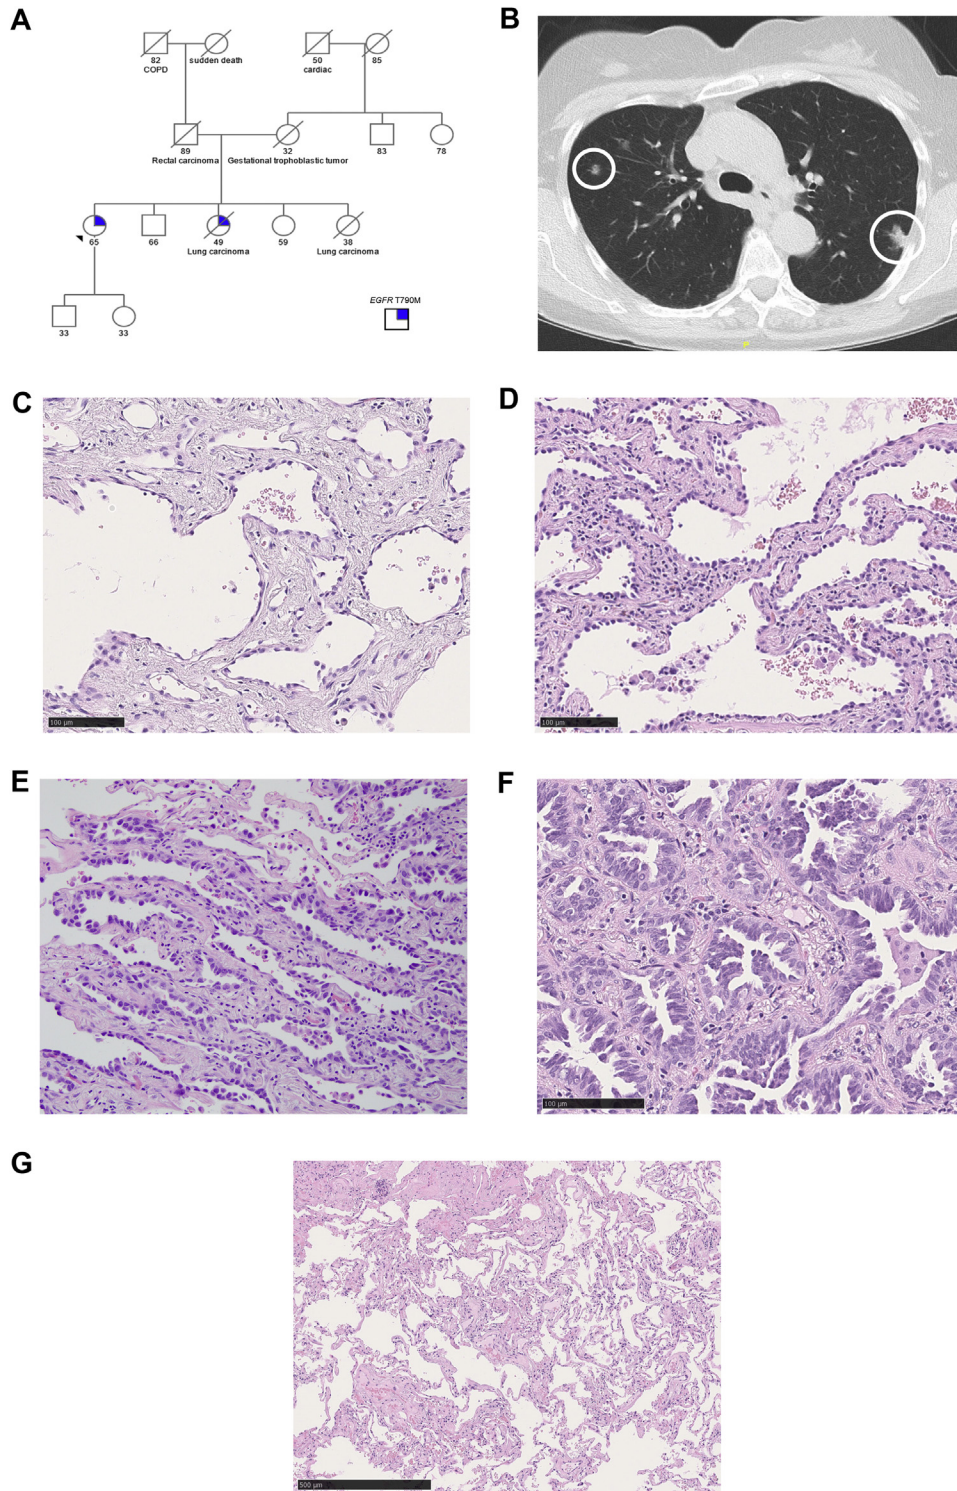 A
B
82
COPD
sudden death
50
cardiac
85
89
Rectal carcinoma
32
Gestational trophoblastic tumor
83
78
65
66
49
Lung carcinoma
59
38
Lung carcinoma
33
33
EGFR T790M
P
C
D
100 µm
100 µm
E
F
100 µm
G
500 µm